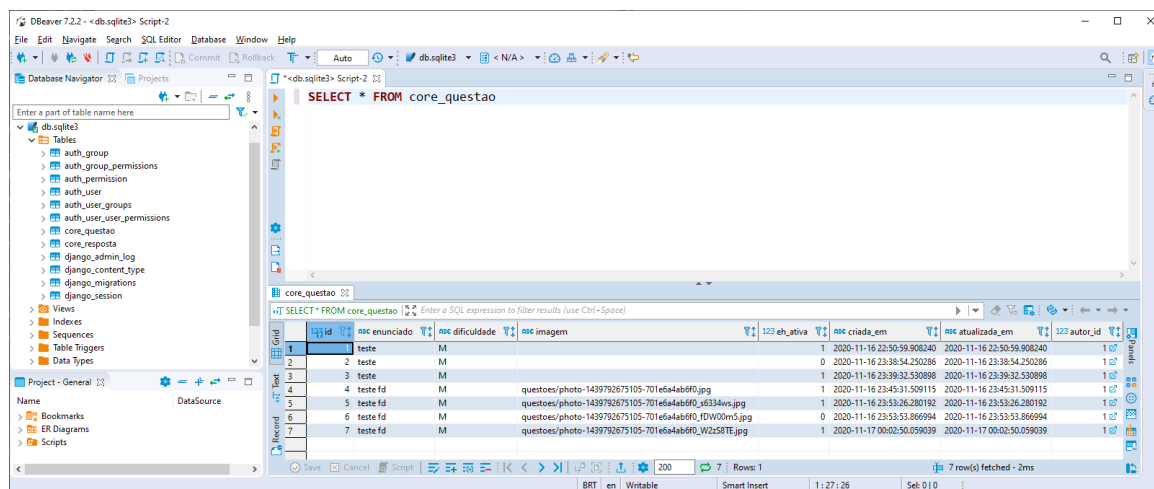 DBeaver 7.2.2 - <db.sqlite3> Script-2
File Edit Navigate Search SQL Editor Database Window Help
Commit Rollback Auto db.sqlite3 < N/A >
Database Navigator Projects
Enter a part of table name here
db.sqlite3
Tables
auth_group
auth_group_permissions
auth_permission
auth_user
auth_user_groups
auth_user_user_permissions
core_questao
core_resposta
django_admin_log
django_content_type
django_migrations
django_session
Views
Indexes
Sequences
Table Triggers
Data Types
Project - General
Name DataSource
Bookmarks
ER Diagrams
Scripts
*<db.sqlite3> Script-2
SELECT * FROM core_questao
core_questao
SELECT * FROM core_questao Enter a SQL expression to filter results (use Ctrl+Space)
Grid
Text
Record
Panels
123 id ABC enunciado ABC dificuldade ABC imagem 123 eh_ativa ABC criada_em ABC atualizada_em 123 autor_id
1 1 teste M 1 2020-11-16 22:50:59.908240 2020-11-16 22:50:59.908240 1
2 2 teste M 0 2020-11-16 23:38:54.250286 2020-11-16 23:38:54.250286 1
3 3 teste M 1 2020-11-16 23:39:32.530898 2020-11-16 23:39:32.530898 1
4 4 teste fd M questoes/photo-1439792675105-701e6a4ab6f0.jpg 1 2020-11-16 23:45:31.509115 2020-11-16 23:45:31.509115 1
5 5 teste fd M questoes/photo-1439792675105-701e6a4ab6f0_s6334ws.jpg 1 2020-11-16 23:53:26.280192 2020-11-16 23:53:26.280192 1
6 6 teste fd M questoes/photo-1439792675105-701e6a4ab6f0_fDW00m5.jpg 0 2020-11-16 23:53:53.866994 2020-11-16 23:53:53.866994 1
7 7 teste fd M questoes/photo-1439792675105-701e6a4ab6f0_W2zS8TE.jpg 1 2020-11-17 00:02:50.059039 2020-11-17 00:02:50.059039 1
Save Cancel Script 200 7 Rows: 1 7 row(s) fetched - 2ms
BRT en Writable Smart Insert 1 : 27 : 26 Sel: 0 | 0